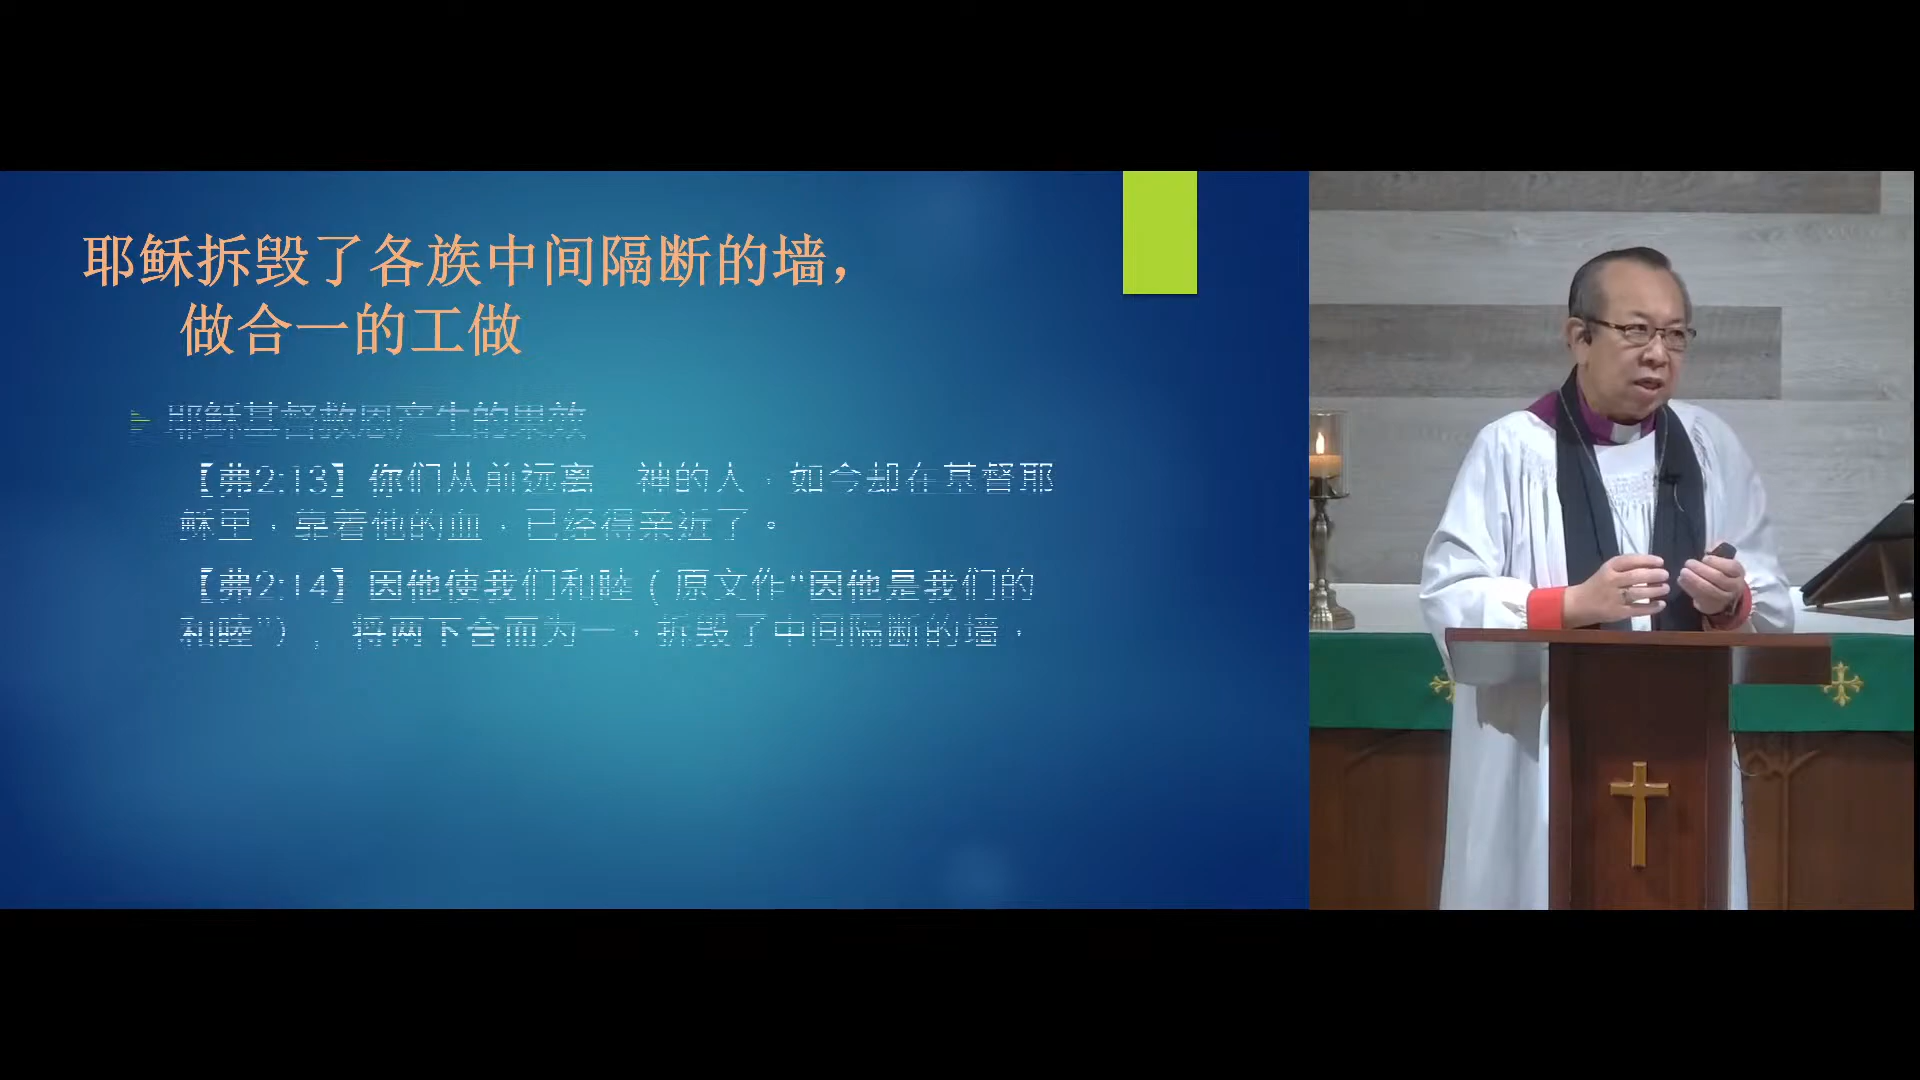 耶稣拆毁了各族中间隔断的墙，
做合一的工做
耶稣基督救恩产生的果效
【弗2:13】你们从前远离　神的人，如今却在基督耶
稣里，靠着他的血，已经得亲近了。
【弗2:14】因他使我们和睦（原文作"因他是我们的
和睦"），将两下合而为一，拆毁了中间隔断的墙，